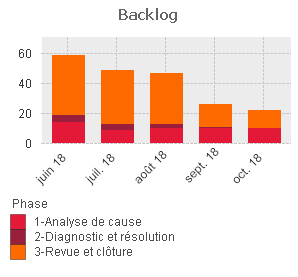 Backlog
60
40
20
0
juin 18
juil. 18
août 18
sept. 18
oct. 18
Phase
1-Analyse de cause
2-Diagnostic et résolution
3-Revue et clôture